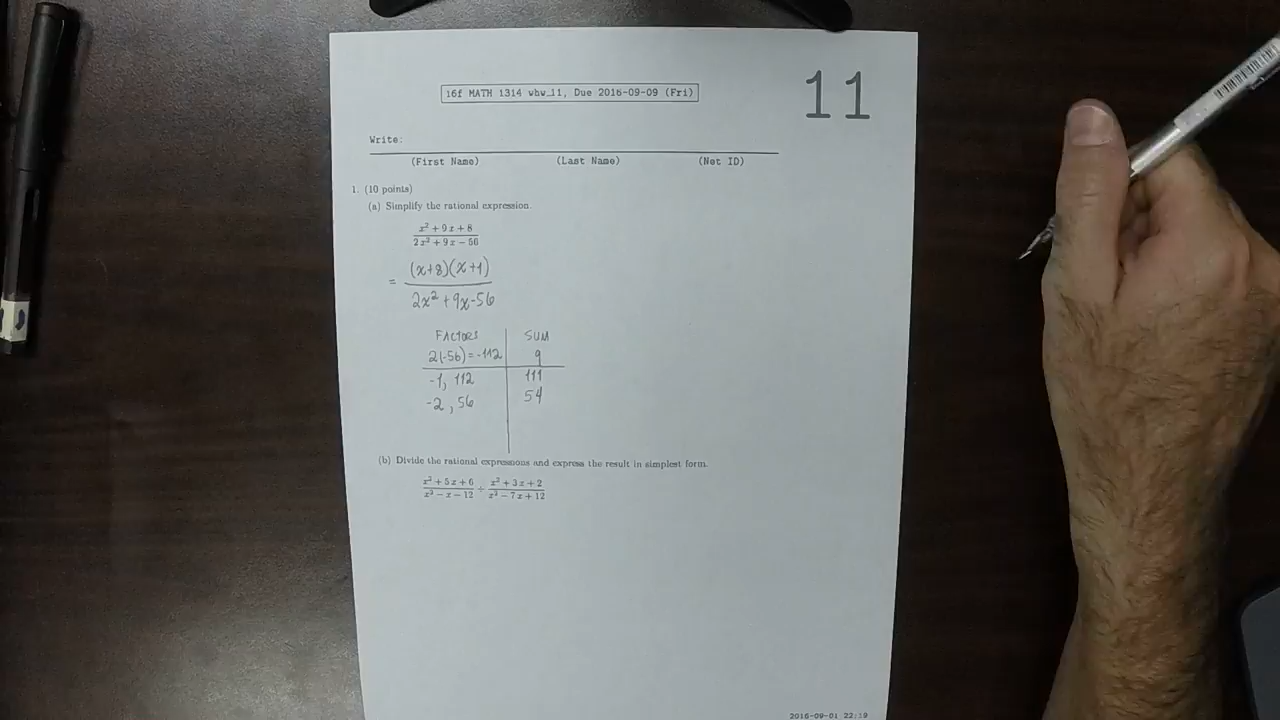 11
16f MATH 1314 whw_11, Due 2016-09-09 (Fri)
Write:
(First Name) (Last Name) (Net ID)
1. (10 points)
(a) Simplify the rational expression.
x² + 9x + 8
2x² + 9x − 56
= (x+8)(x+1)
2x² + 9x-56
FACTORS SUM
2(-56) = -112 9
-1, 112 111
-2, 56 54
(b) Divide the rational expressions and express the result in simplest form.
x² + 5x + 6 ÷ x² + 3x + 2
x² − x − 12 x² − 7x + 12
2016-09-01 22:19